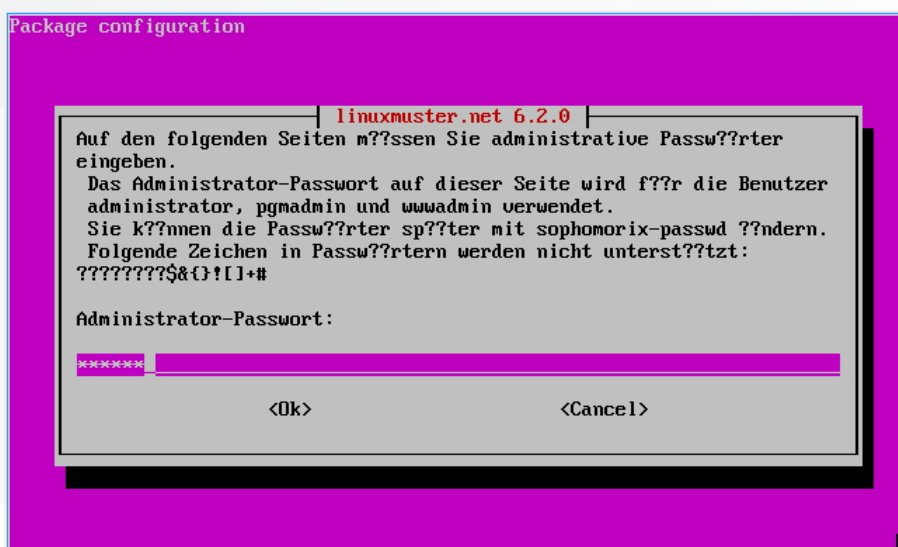 Package configuration
linuxmuster.net 6.2.0
Auf den folgenden Seiten m??ssen Sie administrative Passw??rter
eingeben.
Das Administrator-Passwort auf dieser Seite wird f??r die Benutzer
administrator, pgmadmin und wwwadmin verwendet.
Sie k??nnen die Passw??rter sp??ter mit sophomorix-passwd ??ndern.
Folgende Zeichen in Passw??rtern werden nicht unterst??tzt:
????????$&{}![]+#
Administrator-Passwort:
******
<Ok> <Cancel>